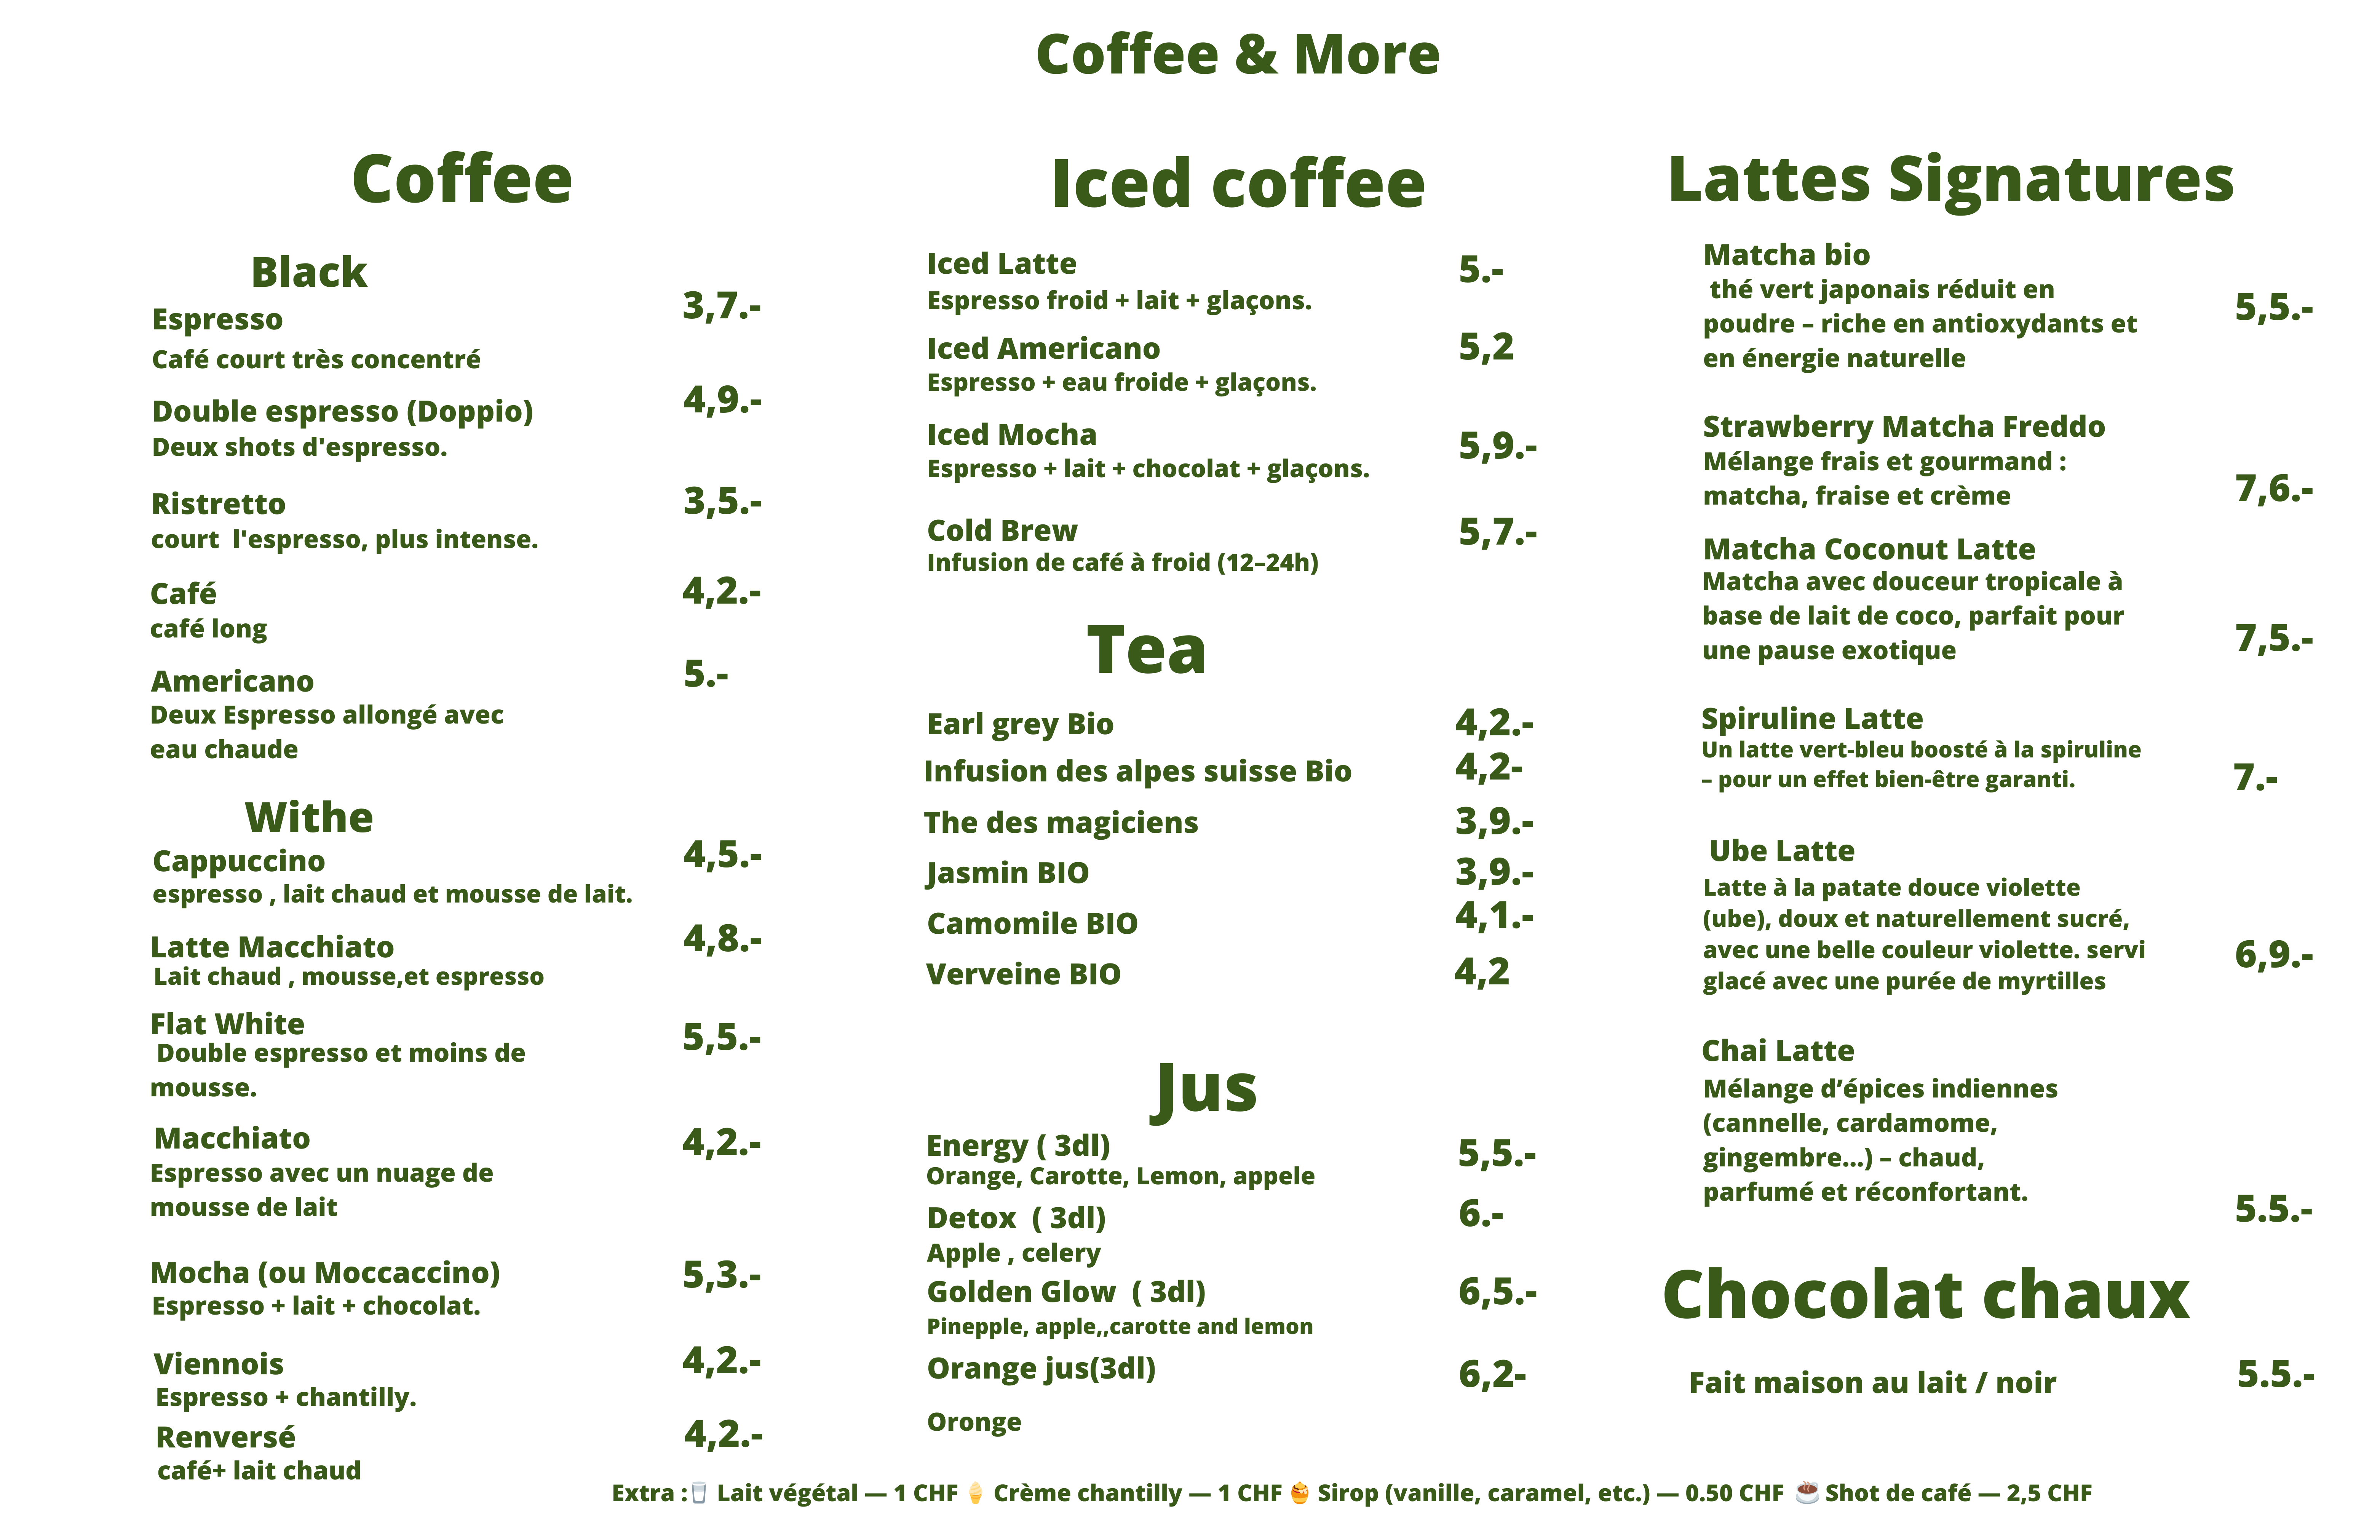 Coffee & More
Coffee
Black
Espresso 3,7.-
Café court très concentré
Double espresso (Doppio) 4,9.-
Deux shots d'espresso.
Ristretto 3,5.-
court  l'espresso, plus intense.
Café 4,2.-
café long
Americano 5.-
Deux Espresso allongé avec
eau chaude
Withe
Cappuccino 4,5.-
espresso , lait chaud et mousse de lait.
Latte Macchiato 4,8.-
Lait chaud , mousse,et espresso
Flat White 5,5.-
Double espresso et moins de
mousse.
Macchiato 4,2.-
Espresso avec un nuage de
mousse de lait
Mocha (ou Moccaccino) 5,3.-
Espresso + lait + chocolat.
Viennois 4,2.-
Espresso + chantilly.
Renversé 4,2.-
café+ lait chaud
Iced coffee
Iced Latte 5.-
Espresso froid + lait + glaçons.
Iced Americano 5,2
Espresso + eau froide + glaçons.
Iced Mocha 5,9.-
Espresso + lait + chocolat + glaçons.
Cold Brew 5,7.-
Infusion de café à froid (12–24h)
Tea
Earl grey Bio 4,2.-
Infusion des alpes suisse Bio 4,2-
The des magiciens 3,9.-
Jasmin BIO 3,9.-
Camomile BIO 4,1.-
Verveine BIO 4,2
Jus
Energy ( 3dl) 5,5.-
Orange, Carotte, Lemon, appele
Detox  ( 3dl) 6.-
Apple , celery
Golden Glow  ( 3dl) 6,5.-
Pinepple, apple,,carotte and lemon
Orange jus(3dl) 6,2-
Oronge
Lattes Signatures
Matcha bio
thé vert japonais réduit en 5,5.-
poudre – riche en antioxydants et
en énergie naturelle
Strawberry Matcha Freddo
Mélange frais et gourmand :
matcha, fraise et crème 7,6.-
Matcha Coconut Latte
Matcha avec douceur tropicale à
base de lait de coco, parfait pour
une pause exotique 7,5.-
Spiruline Latte
Un latte vert-bleu boosté à la spiruline
– pour un effet bien-être garanti. 7.-
Ube Latte
Latte à la patate douce violette
(ube), doux et naturellement sucré,
avec une belle couleur violette. servi 6,9.-
glacé avec une purée de myrtilles
Chai Latte
Mélange d’épices indiennes
(cannelle, cardamome,
gingembre…) – chaud,
parfumé et réconfortant. 5.5.-
Chocolat chaux
Fait maison au lait / noir 5.5.-
Extra :🥛 Lait végétal — 1 CHF 🍦 Crème chantilly — 1 CHF 🍯 Sirop (vanille, caramel, etc.) — 0.50 CHF ☕ Shot de café — 2,5 CHF